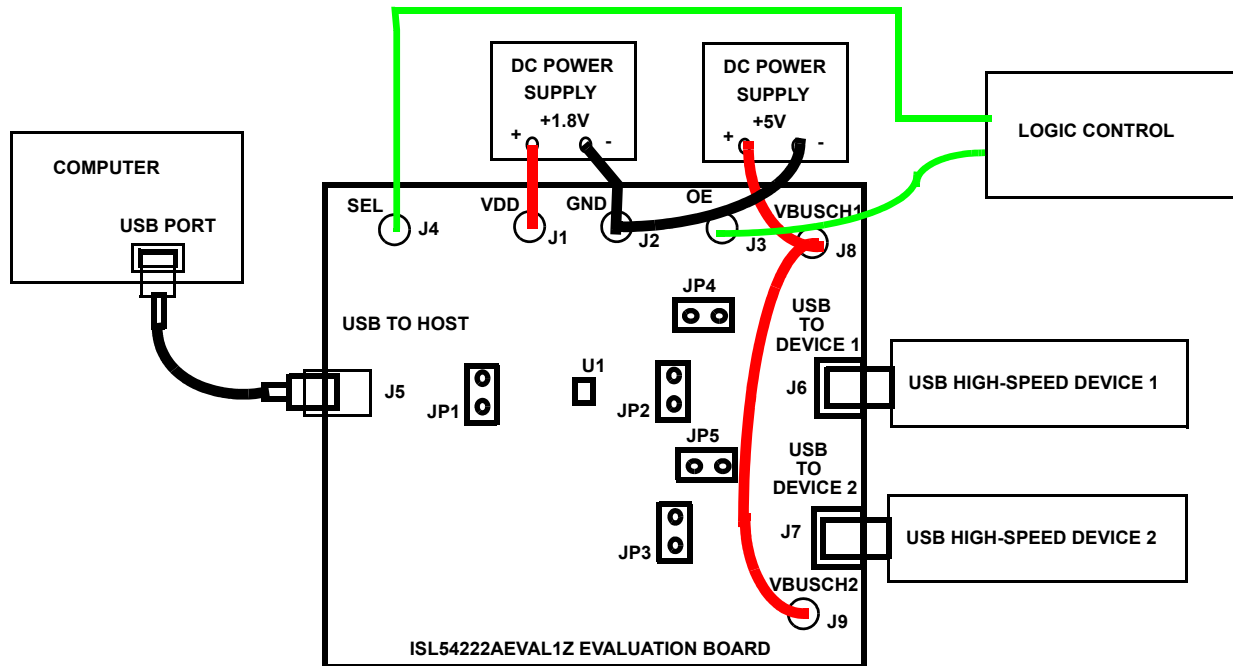 DC POWER
SUPPLY
+1.8V
+
-
DC POWER
SUPPLY
+5V
+
-
LOGIC CONTROL
COMPUTER
USB PORT
SEL
J4
VDD
J1
GND
J2
OE
J3
VBUSCH1
J8
JP4
USB TO HOST
USB
TO
DEVICE 1
J5
JP1
U1
JP2
J6
USB HIGH-SPEED DEVICE 1
JP5
USB
TO
DEVICE 2
JP3
J7
USB HIGH-SPEED DEVICE 2
VBUSCH2
J9
ISL54222AEVAL1Z EVALUATION BOARD